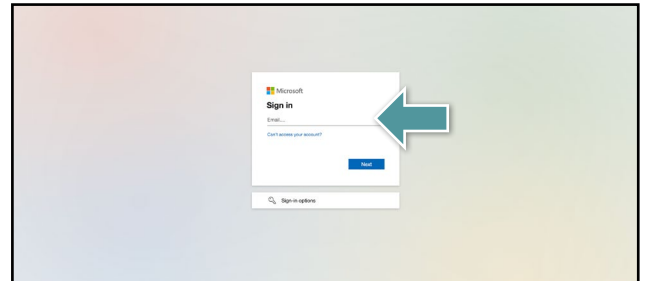 Microsoft
Sign in
Email...
Can't access your account?
Next
Sign-in options